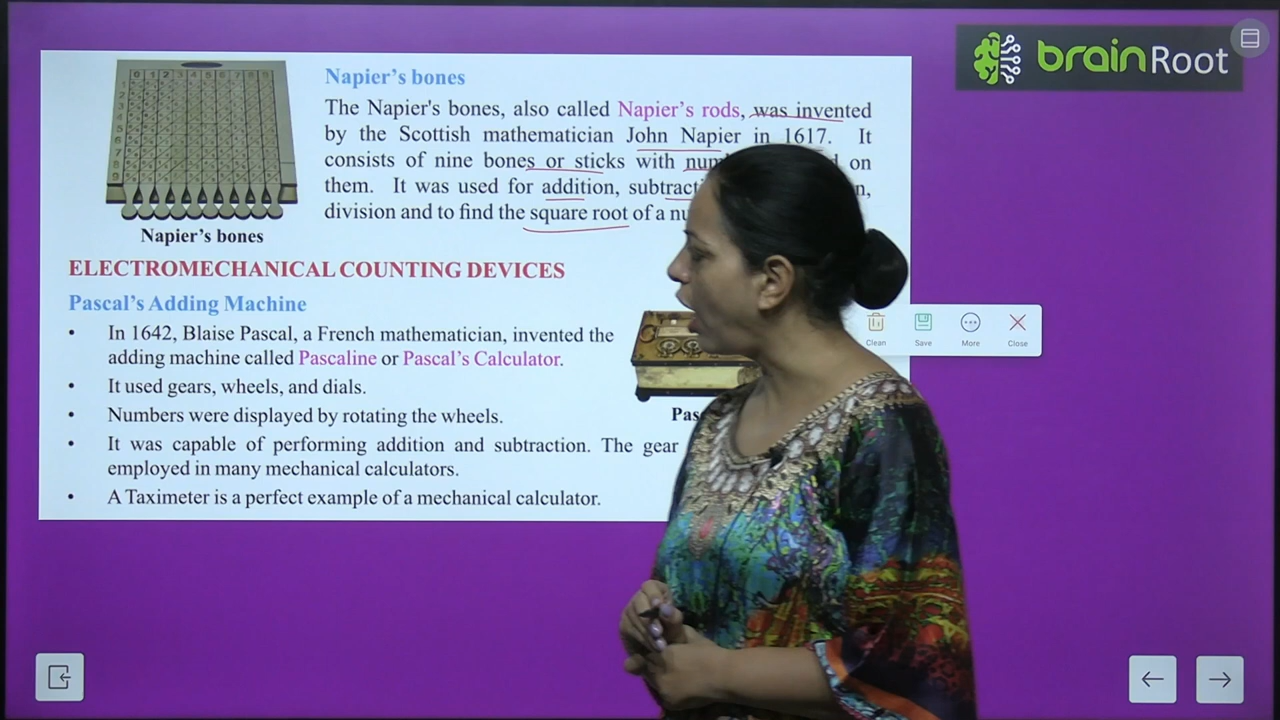 brainRoot
Napier's bones
The Napier's bones, also called Napier's rods, was invented
by the Scottish mathematician John Napier in 1617. It
consists of nine bones or sticks with on
them. It was used for addition,
division and to find the square root of a
Napier's bones
ELECTROMECHANICAL COUNTING DEVICES
Pascal's Adding Machine
• In 1642, Blaise Pascal, a French mathematician, invented the
adding machine called Pascaline or Pascal's Calculator.
• It used gears, wheels, and dials.
• Numbers were displayed by rotating the wheels.
• It was capable of performing addition and subtraction. The gear
employed in many mechanical calculators.
• A Taximeter is a perfect example of a mechanical calculator.
Clean Save More Close